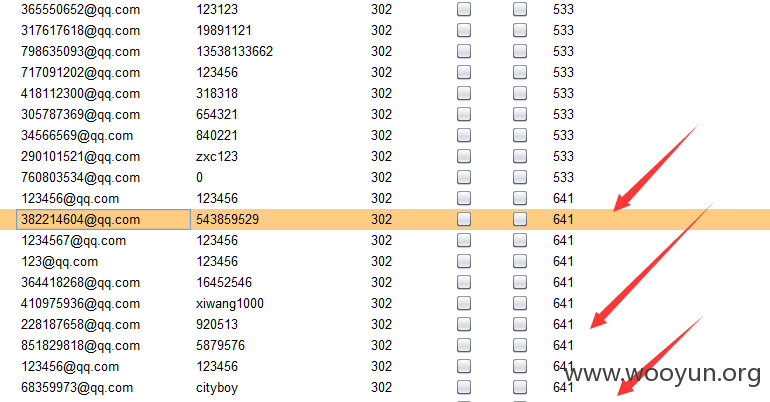 365550652@qq.com 123123 302 533
317617618@qq.com 19891121 302 533
798635093@qq.com 13538133662 302 533
717091202@qq.com 123456 302 533
418112300@qq.com 318318 302 533
305787369@qq.com 654321 302 533
34566569@qq.com 840221 302 533
290101521@qq.com zxc123 302 533
760803534@qq.com 0 302 533
123456@qq.com 123456 302 641
382214604@qq.com 543859529 302 641
1234567@qq.com 123456 302 641
123@qq.com 123456 302 641
364418268@qq.com 16452546 302 641
410975936@qq.com xiwang1000 302 641
228187658@qq.com 920513 302 641
851829818@qq.com 5879576 302 641
123456@qq.com 123456 302 641
www.wooyun.org
68359973@qq.com cityboy 302 641